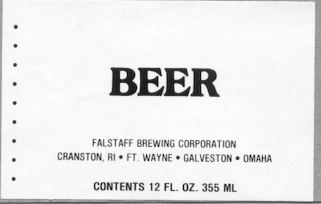 BEER
FALSTAFF BREWING CORPORATION
CRANSTON, RI • FT. WAYNE • GALVESTON • OMAHA
CONTENTS 12 FL. OZ. 355 ML